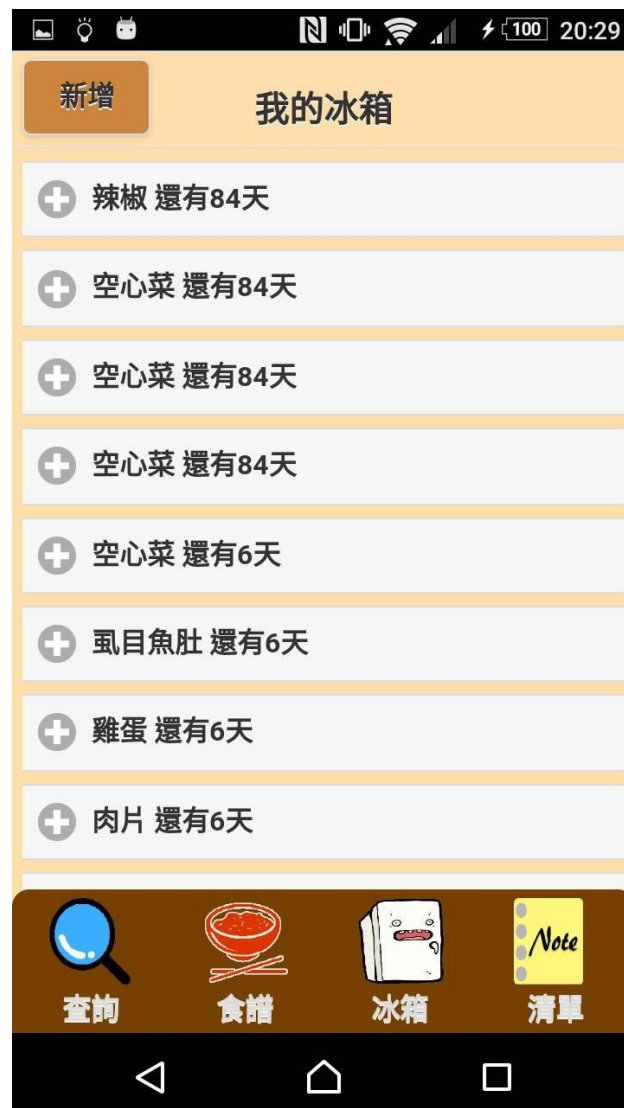 100 20:29
新增
我的冰箱
辣椒 還有84天
空心菜 還有84天
空心菜 還有84天
空心菜 還有84天
空心菜 還有6天
虱目魚肚 還有6天
雞蛋 還有6天
肉片 還有6天
Note
查詢 食譜 冰箱 清單